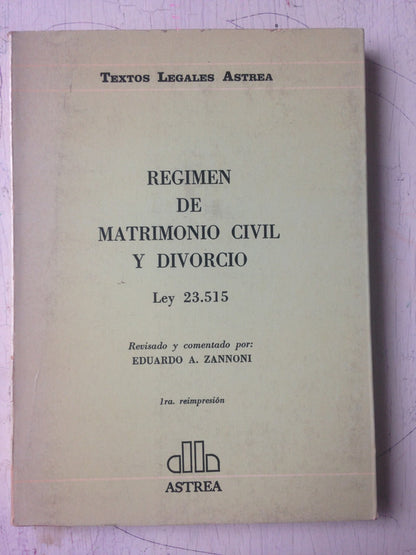 TEXTOS LEGALES ASTREA
REGIMEN
DE
MATRIMONIO CIVIL
Y DIVORCIO
Ley 23.515
Revisado y comentado por:
EDUARDO A. ZANNONI
1ra. reimpresión
ASTREA